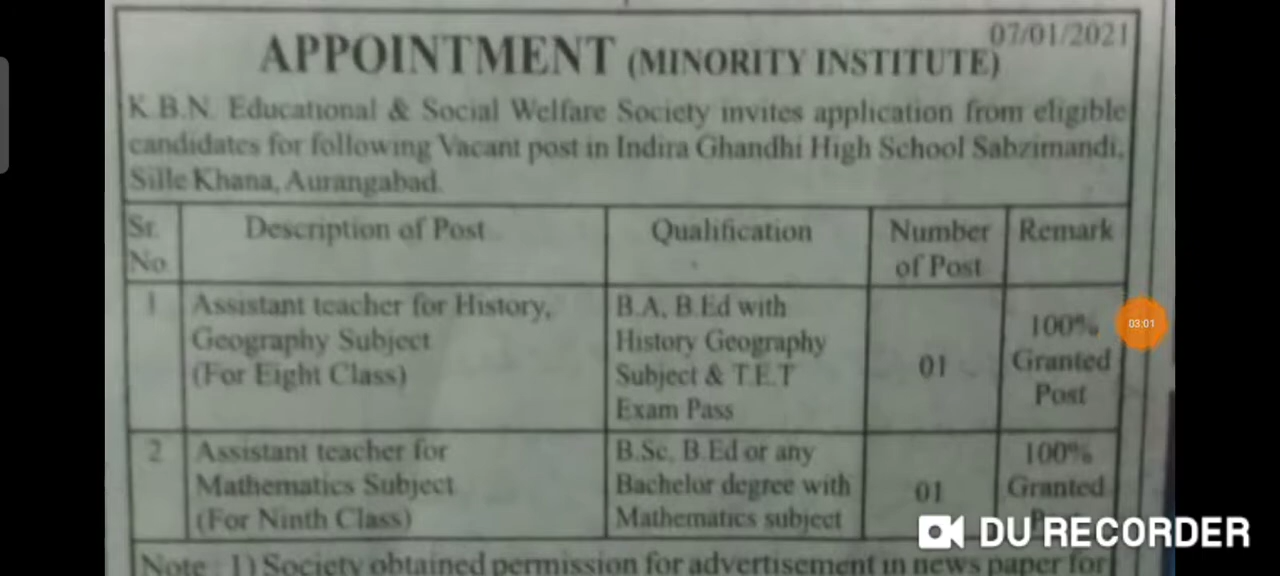 07/01/2021
APPOINTMENT (MINORITY INSTITUTE)
K.B.N. Educational & Social Welfare Society invites application from eligible
candidates for following Vacant post in Indira Ghandhi High School Sabzimandi,
Sille Khana, Aurangabad.
Sr. No.
Description of Post
Qualification
Number of Post
Remark
1
Assistant teacher for History,
Geography Subject
(For Eight Class)
B.A, B.Ed with
History Geography
Subject & T.E.T
Exam Pass
01
100%
Granted
Post
03:01
2
Assistant teacher for
Mathematics Subject
(For Ninth Class)
B.Sc, B.Ed or any
Bachelor degree with
Mathematics subject
01
100%
Granted
DU RECORDER
Note : 1) Society obtained permission for advertisement in news paper for